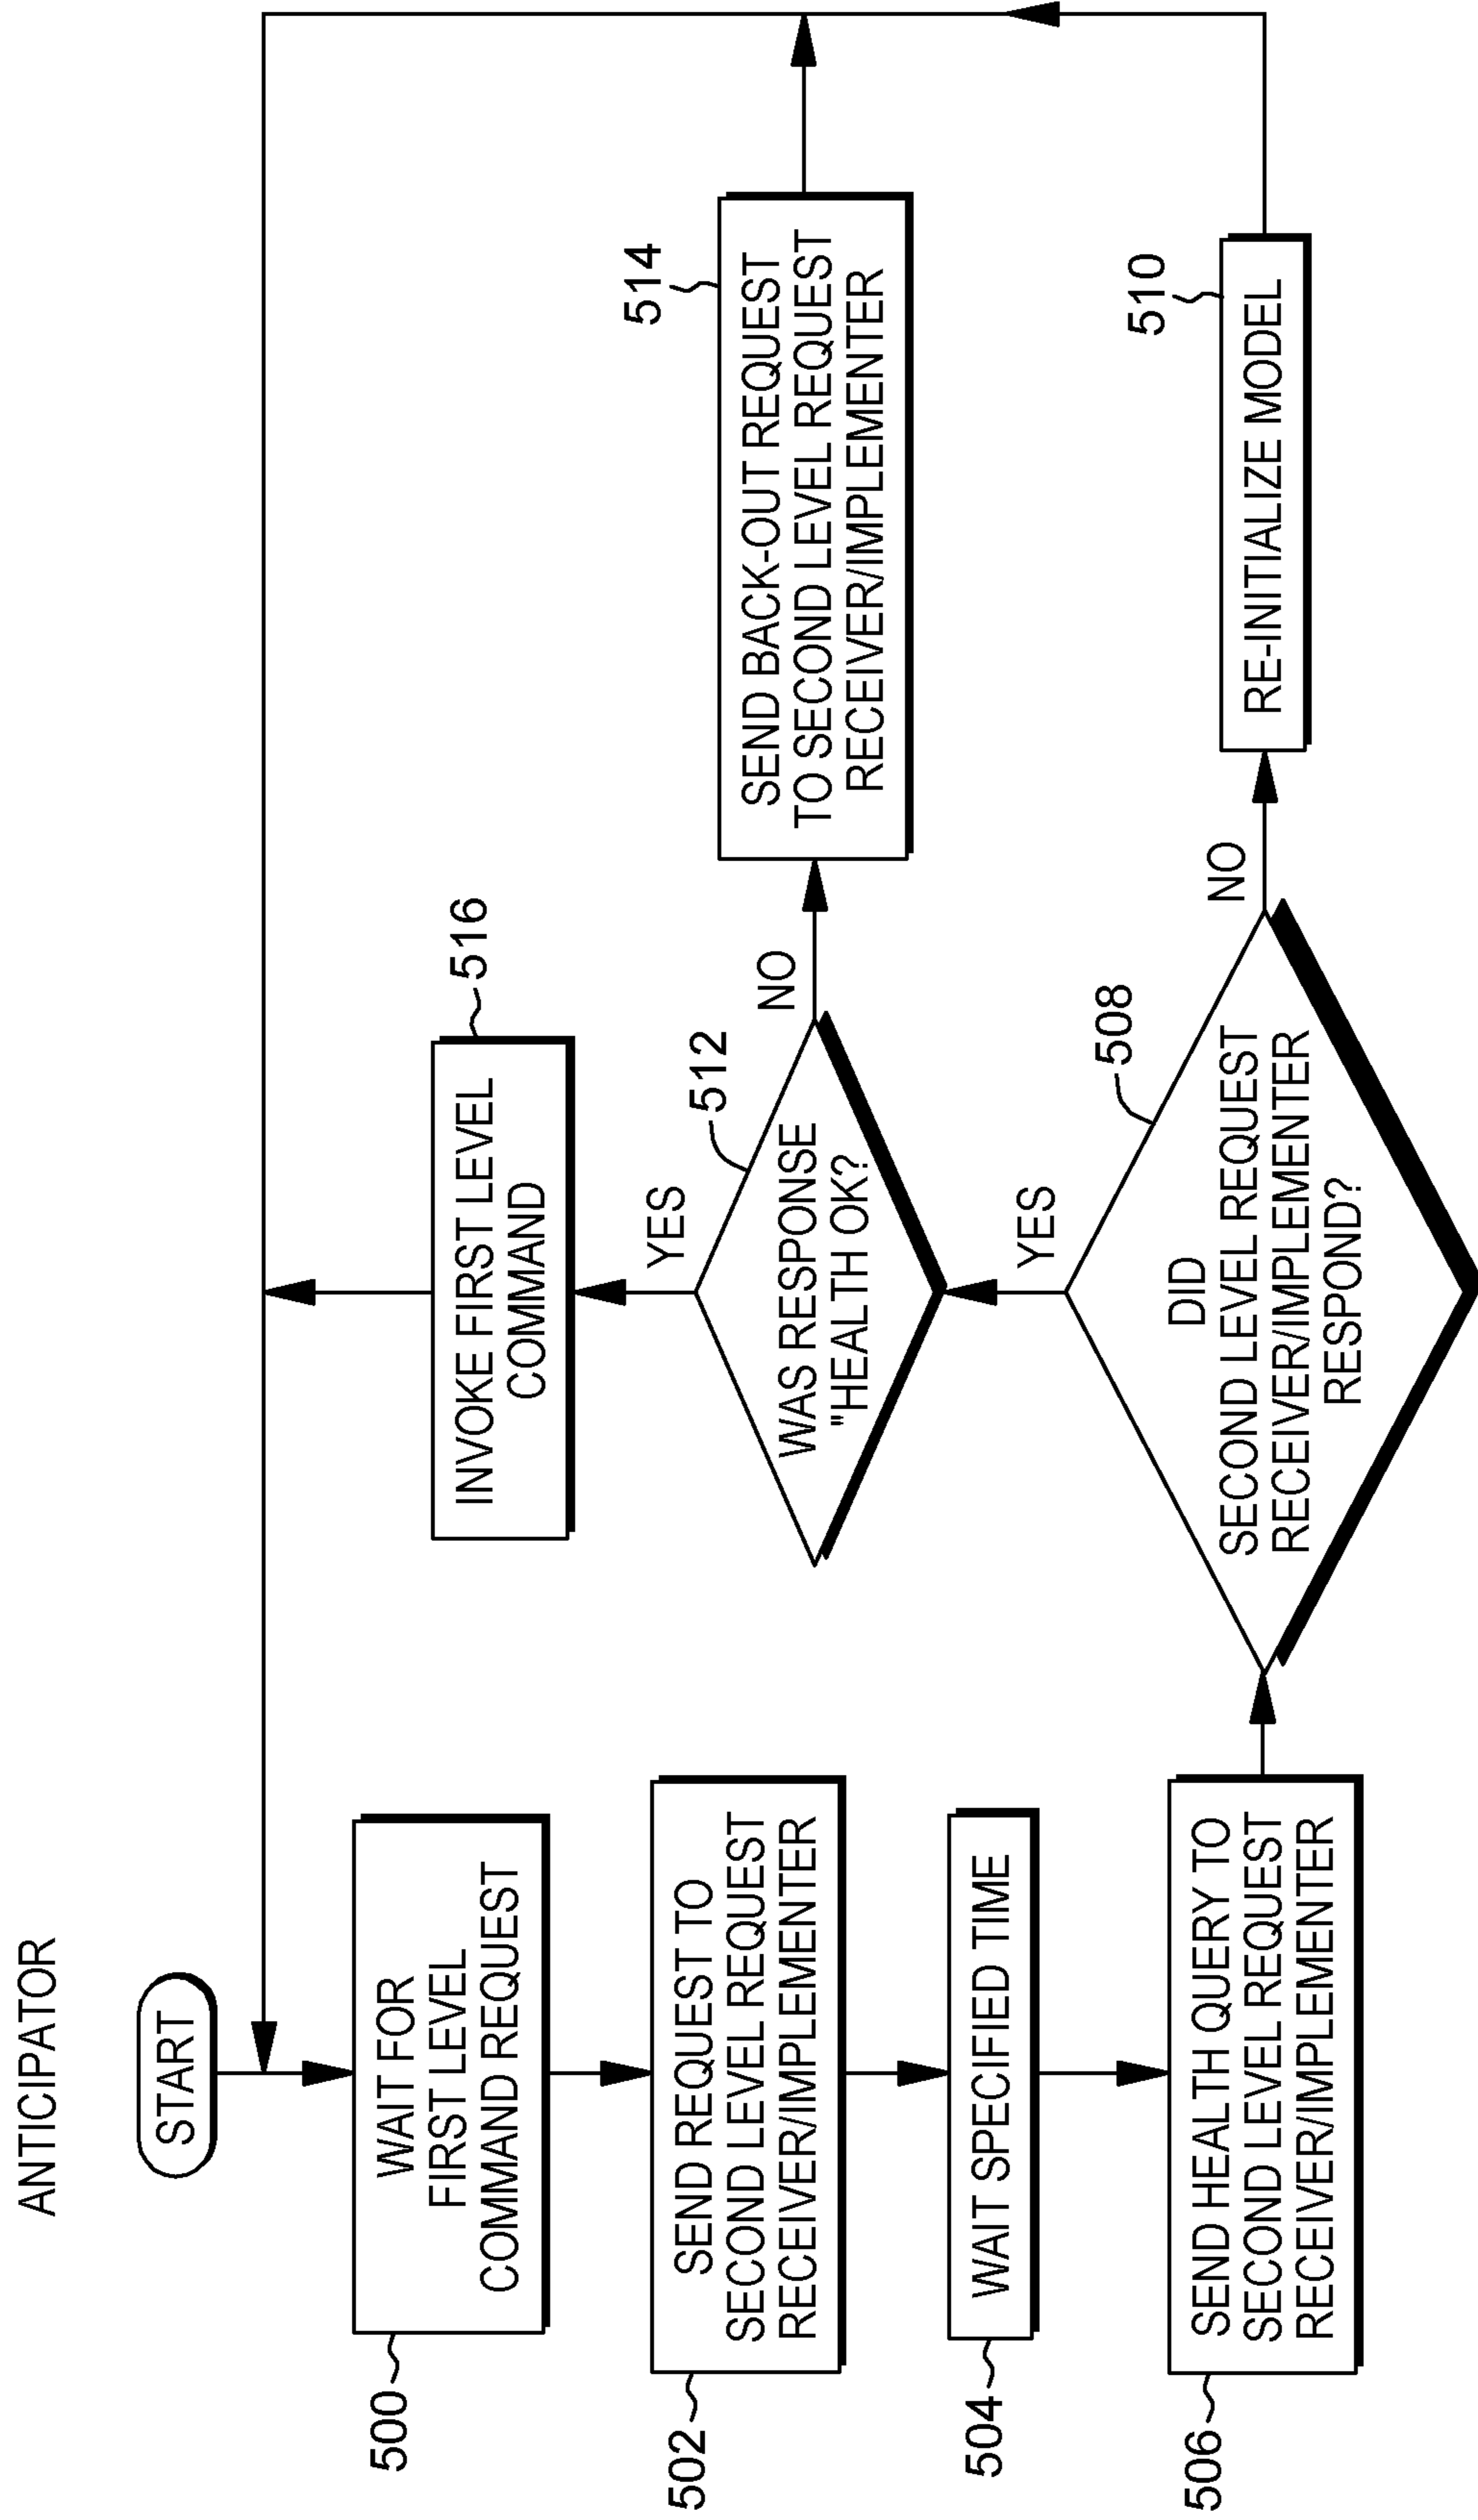 ANTICIPATOR
START
500
WAIT FOR
FIRST LEVEL
COMMAND REQUEST
502
SEND REQUEST TO
SECOND LEVEL REQUEST
RECEIVER/IMPLEMENTER
504
WAIT SPECIFIED TIME
506
SEND HEALTH QUERY TO
SECOND LEVEL REQUEST
RECEIVER/IMPLEMENTER
508
DID
SECOND LEVEL REQUEST
RECEIVER/IMPLEMENTER
RESPOND?
YES
NO
510
RE-INITIALIZE MODEL
512
WAS RESPONSE
"HEALTH OK?
YES
NO
514
SEND BACK-OUT REQUEST
TO SECOND LEVEL REQUEST
RECEIVER/IMPLEMENTER
516
INVOKE FIRST LEVEL
COMMAND